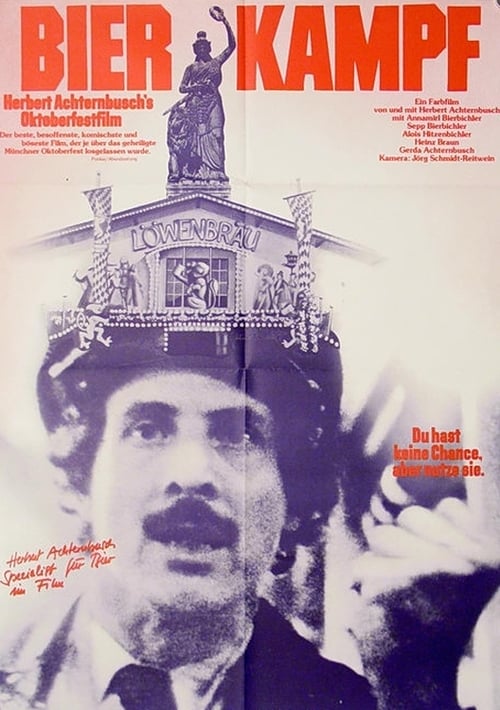 BIER KAMPF
Herbert Achternbusch's
Oktoberfestfilm
Der beste, besoffenste, komischste und
böseste Film, der je über das geheiligte
Münchner Oktoberfest losgelassen wurde.
Ein Farbfilm
von und mit Herbert Achternbusch
mit Annamirl Bierbichler
Sepp Bierbichler
Alois Hitzenbichler
Heinz Braun
Gerda Achternbusch
Kamera: Jörg Schmidt-Reitwein
LÖWENBRÄU
Du hast
keine Chance,
aber nutze sie.
Herbert Achternbusch
Spezialist für Bier
im Film